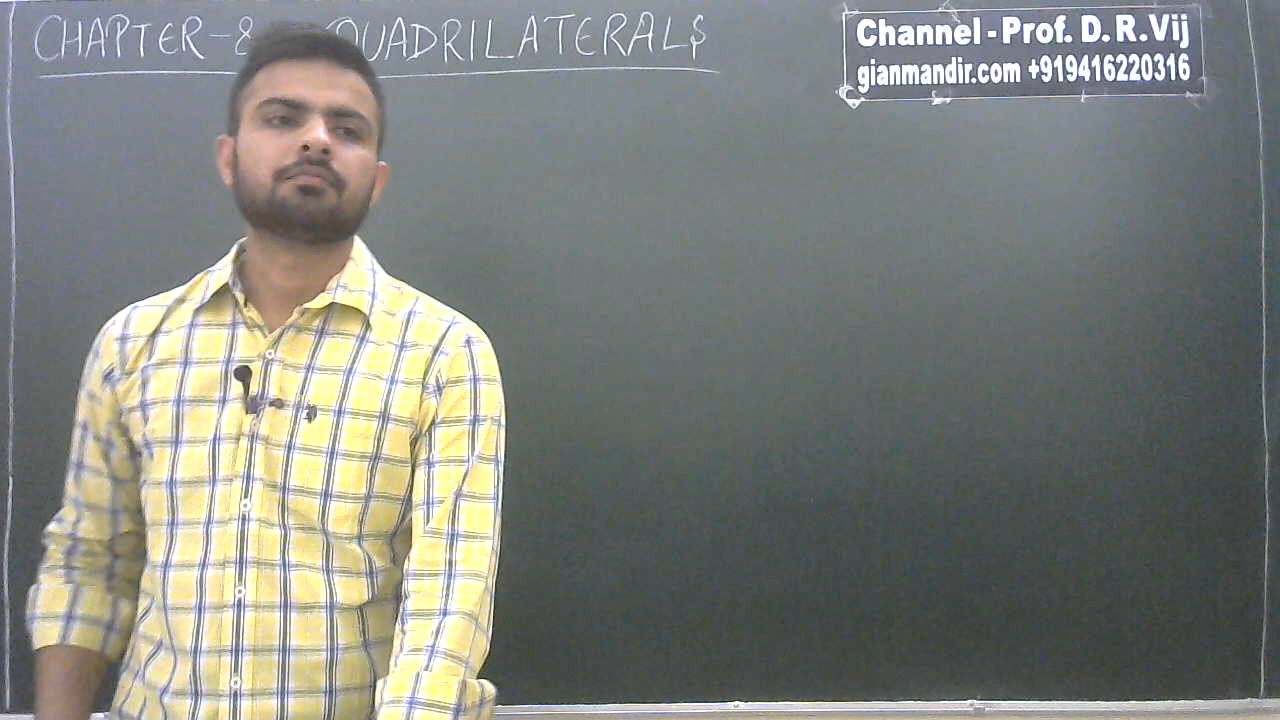 CHAPTER-8 QUADRILATERALS
Channel - Prof. D. R. Vij
gianmandir.com +919416220316